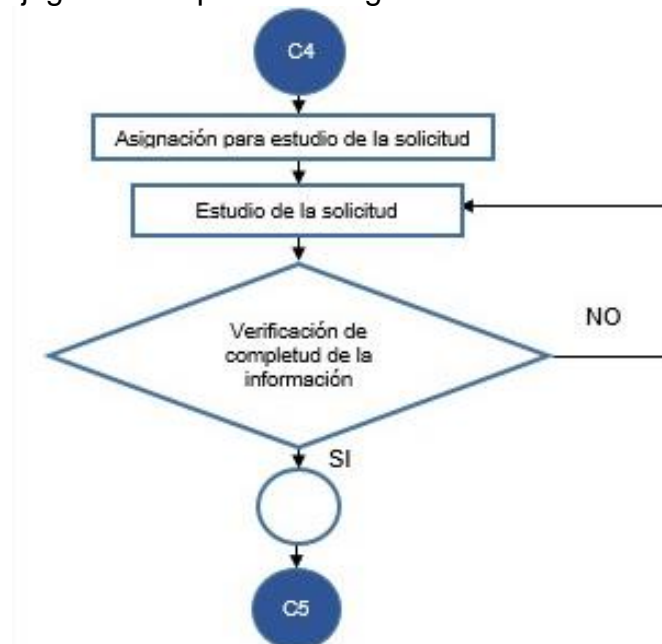 C4
Asignación para estudio de la solicitud
Estudio de la solicitud
Verificación de
completud de la
información
NO
SI
C5